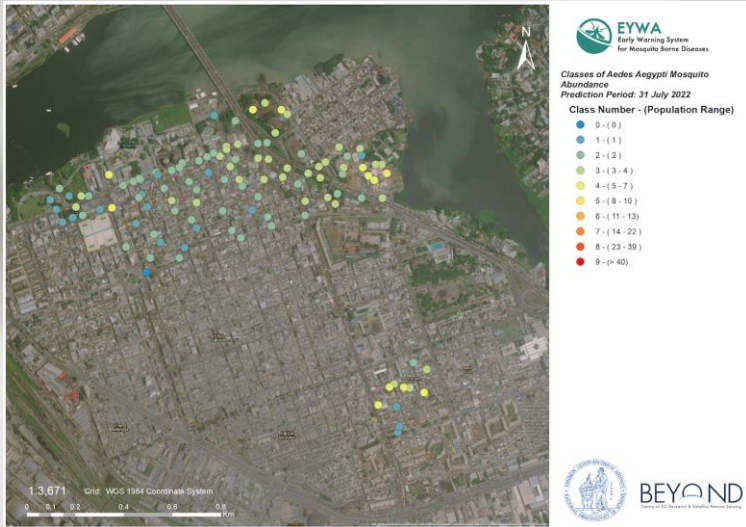 N
EYWA
Early Warning System
for Mosquito Borne Diseases
Classes of Aedes Aegypti Mosquito
Abundance
Prediction Period: 31 July 2022
Class Number - (Population Range)
0 - ( 0 )
1 - ( 1 )
2 - ( 2 )
3 - ( 3 - 4 )
4 - ( 5 - 7 )
5 - ( 8 - 10 )
6 - ( 11 - 13 )
7 - ( 14 - 22 )
8 - ( 23 - 39 )
9 - (> 40)
1:3,671
Grid: WGS 1984 Coordinate System
0 0.1 0.2 0.4 0.6 0.8
Km
BEYOND
Centre of EO Research & Satellite Remote Sensing